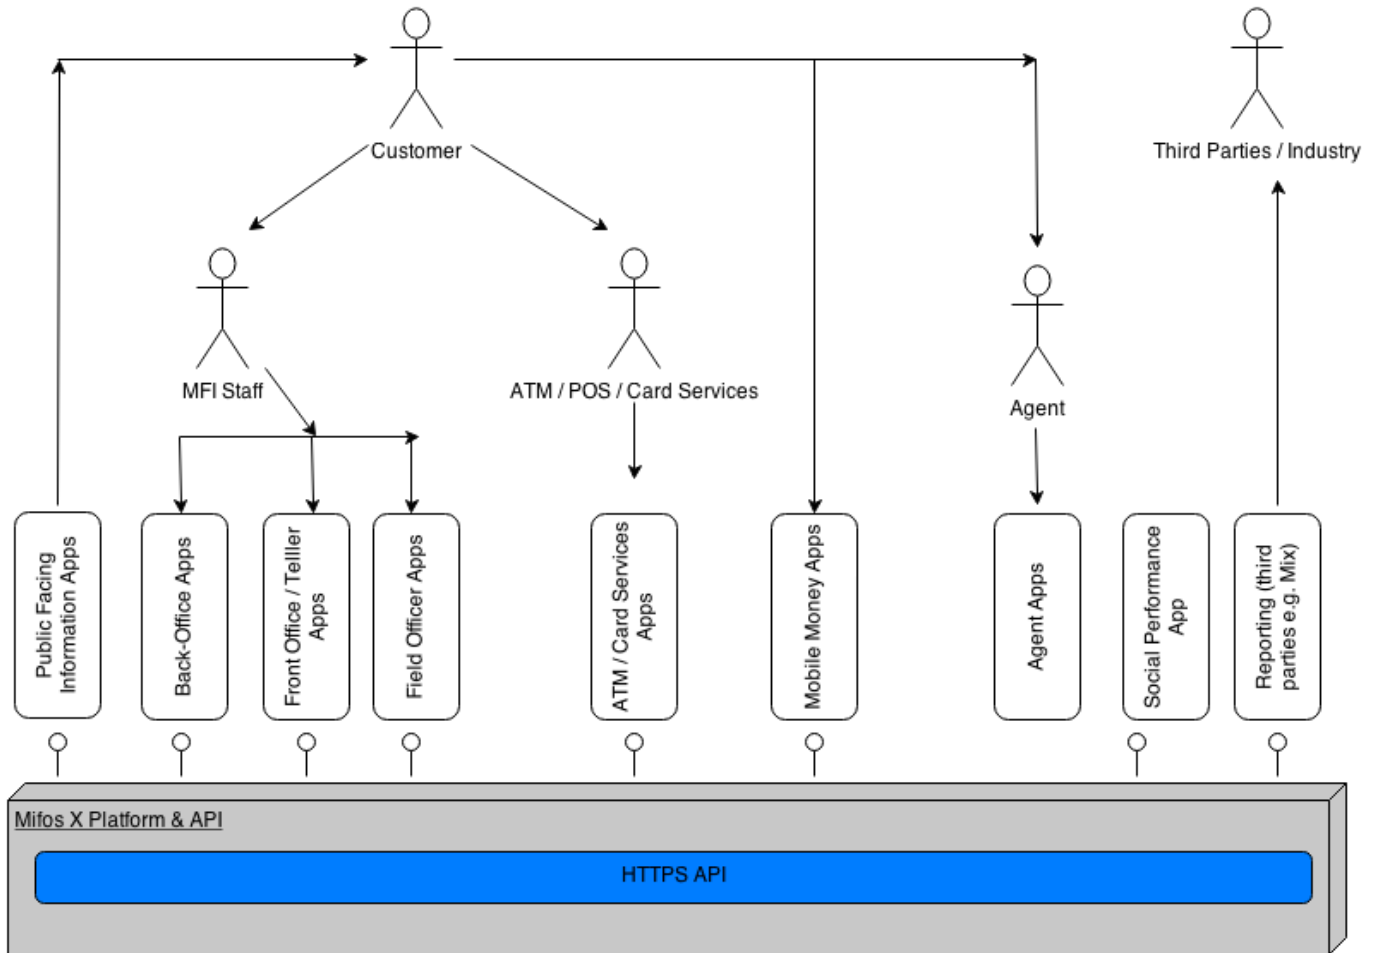 Customer
Third Parties / Industry
MFI Staff
ATM / POS / Card Services
Agent
Public Facing
Information Apps
Back-Office Apps
Front Office / Telller
Apps
Field Officer Apps
ATM / Card Services
Apps
Mobile Money Apps
Agent Apps
Social Performance
App
Reporting (third
parties e.g. Mix)
Mifos X Platform & API
HTTPS API